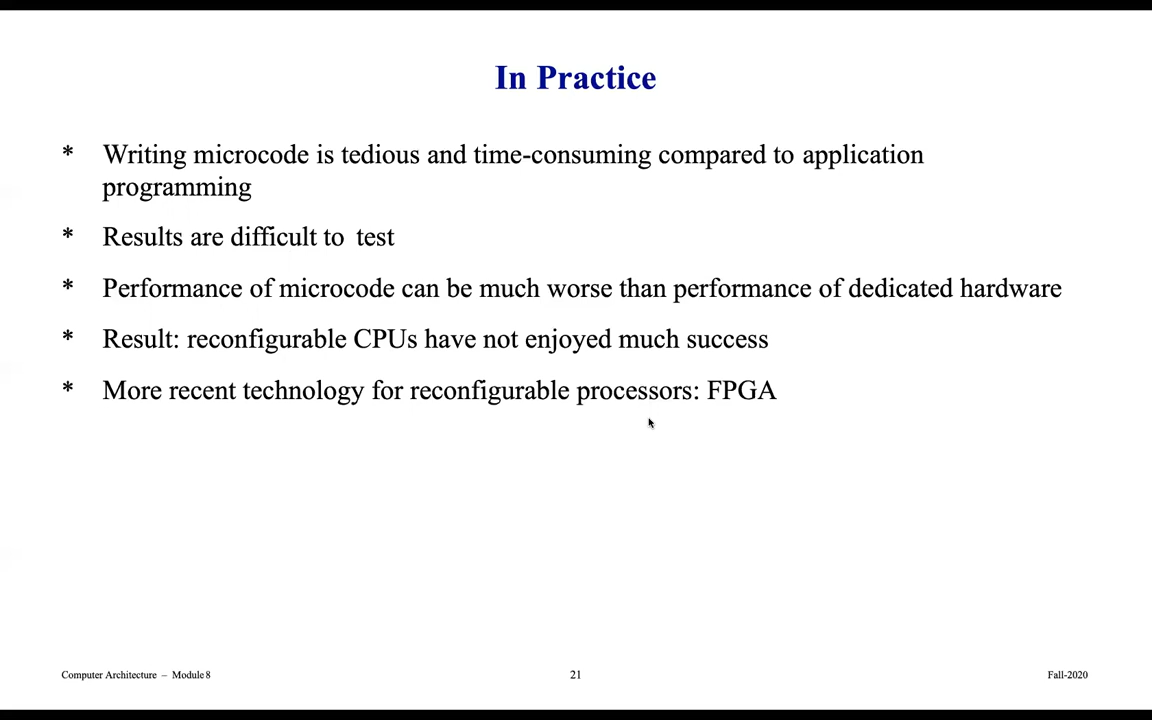 In Practice
* Writing microcode is tedious and time-consuming compared to application
programming
* Results are difficult to test
* Performance of microcode can be much worse than performance of dedicated hardware
* Result: reconfigurable CPUs have not enjoyed much success
* More recent technology for reconfigurable processors: FPGA
Computer Architecture – Module 8 21 Fall-2020